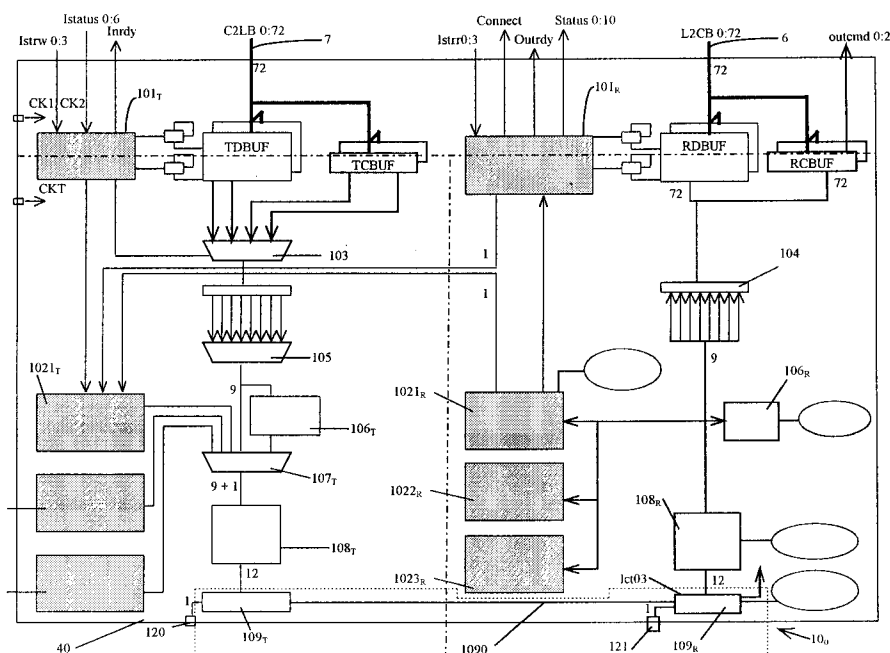 Istatus 0:6
Istrw 0:3
Inrdy
C2LB 0:72
7
Connect
Istrr0:3
Outrdy
Status 0:10
L2CB 0:72
6
outcmd 0:2
72
72
CK1
CK2
101T
101R
TDBUF
TCBUF
RDBUF
RCBUF
CKT
72
72
103
1
104
1
105
1021T
9
9
106T
1021R
106R
107T
9 + 1
1022R
108R
108T
12
1023R
lct03
12
1
1
40
120
109T
1090
121
109R
100